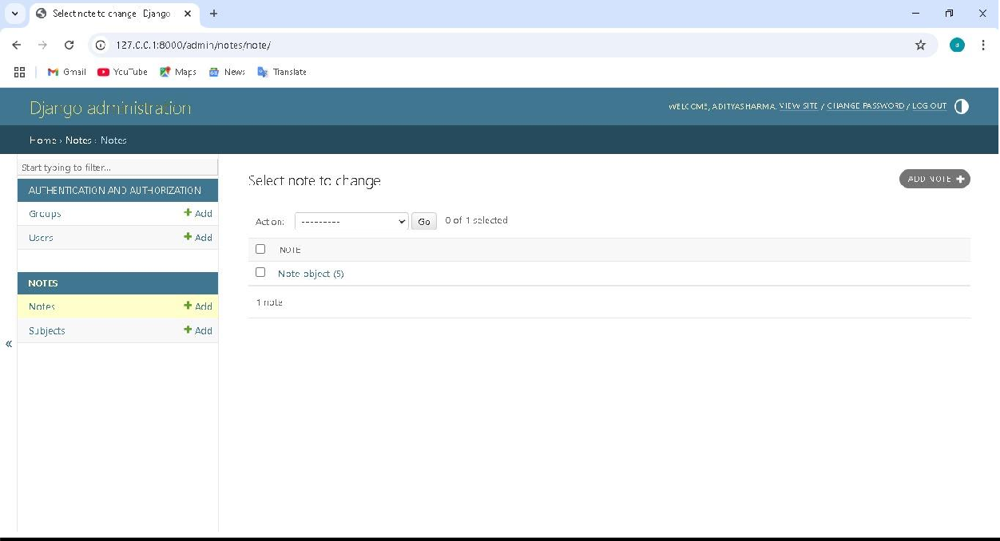 Select note to change | Django
127.0.0.1:8000/admin/notes/note/
a
Gmail YouTube Maps News Translate
Django administration
WELCOME, ADITYASHARMA. VIEW SITE / CHANGE PASSWORD / LOG OUT
Home › Notes › Notes
Start typing to filter...
AUTHENTICATION AND AUTHORIZATION
Groups + Add
Users + Add
NOTES
Notes + Add
Subjects + Add
«
Select note to change
ADD NOTE +
Action: --------- Go 0 of 1 selected
NOTE
Note object (5)
1 note